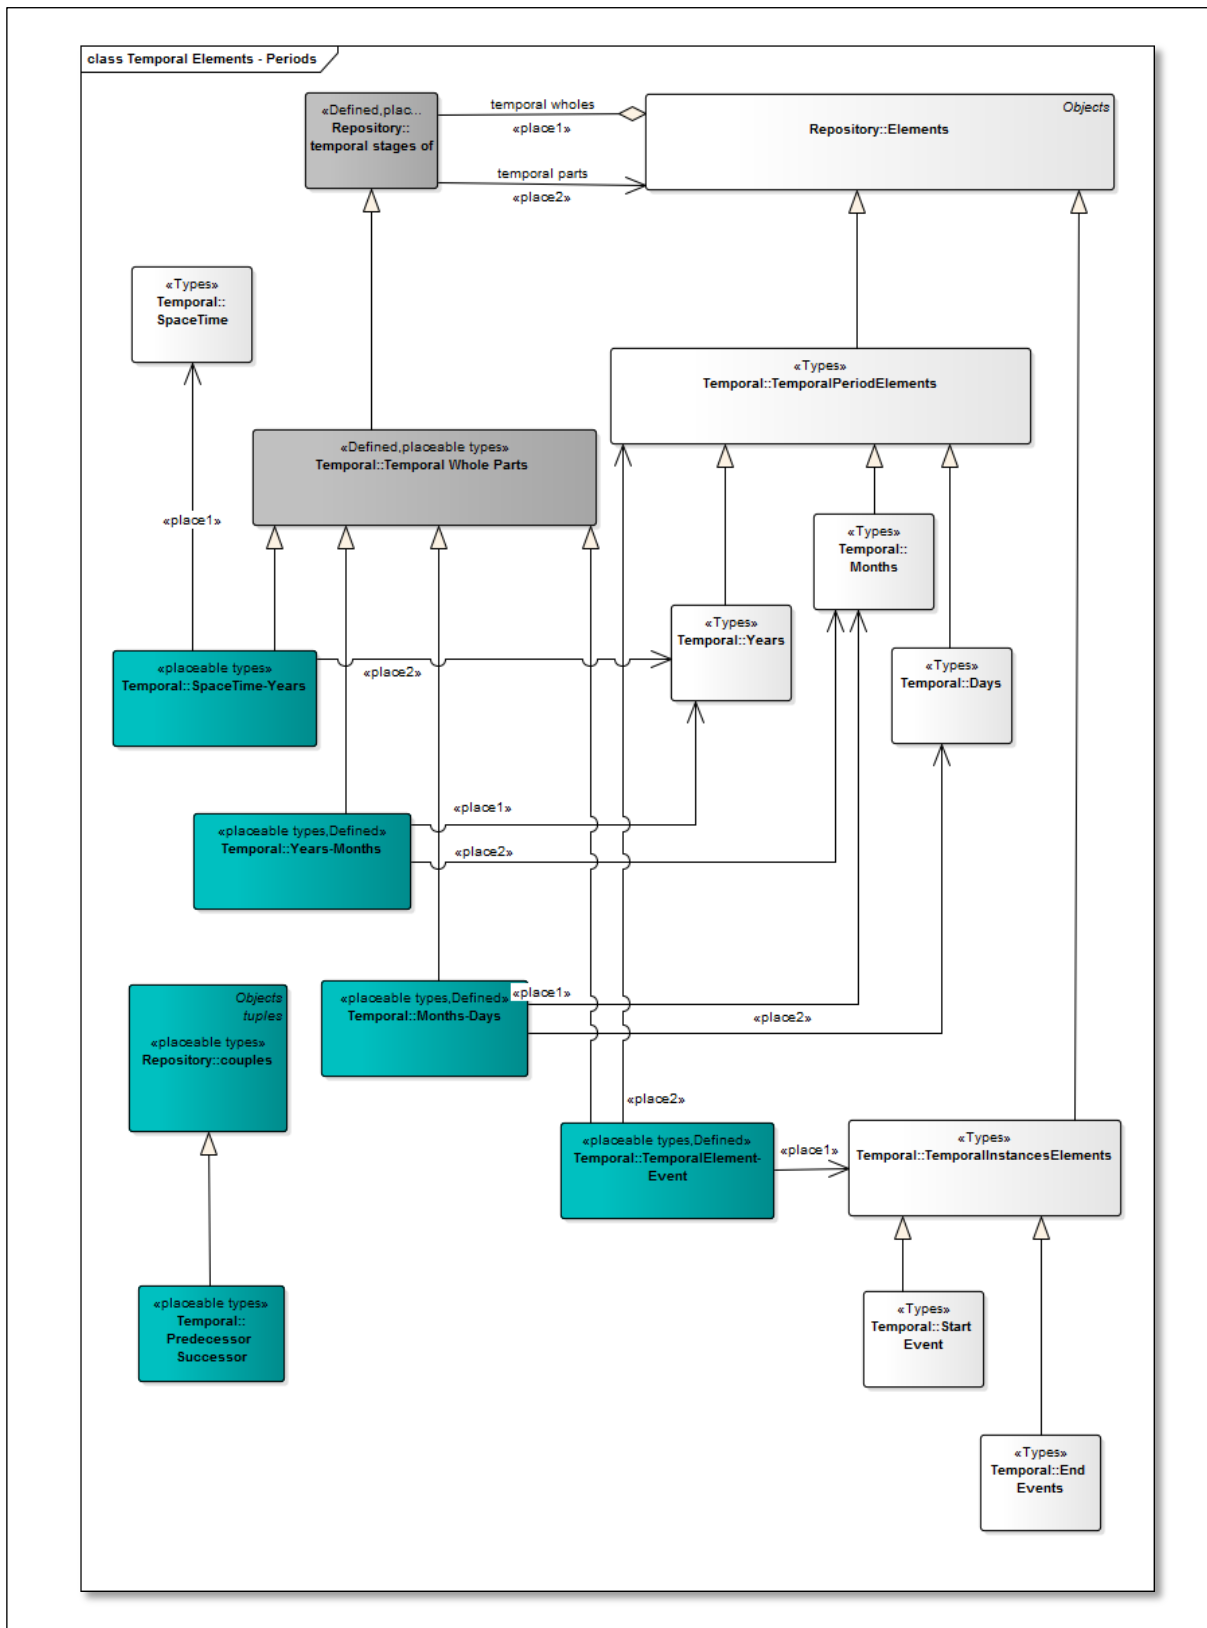 class Temporal Elements - Periods
«Defined,plac...
Repository::
temporal stages of
temporal wholes
«place1»
temporal parts
«place2»
Objects
Repository::Elements
«Types»
Temporal::
SpaceTime
«Types»
Temporal::TemporalPeriodElements
«Defined,placeable types»
Temporal::Temporal Whole Parts
«place1»
«Types»
Temporal::
Months
«Types»
Temporal::Years
«Types»
Temporal::Days
«placeable types»
Temporal::SpaceTime-Years
«place2»
«placeable types,Defined»
Temporal::Years-Months
«place1»
«place2»
Objects
tuples
«placeable types»
Repository::couples
«placeable types,Defined»
Temporal::Months-Days
«place1»
«place2»
«place2»
«placeable types,Defined»
Temporal::TemporalElement-
Event
«place1»
«Types»
Temporal::TemporalInstancesElements
«placeable types»
Temporal::
Predecessor
Successor
«Types»
Temporal::Start
Event
«Types»
Temporal::End
Events